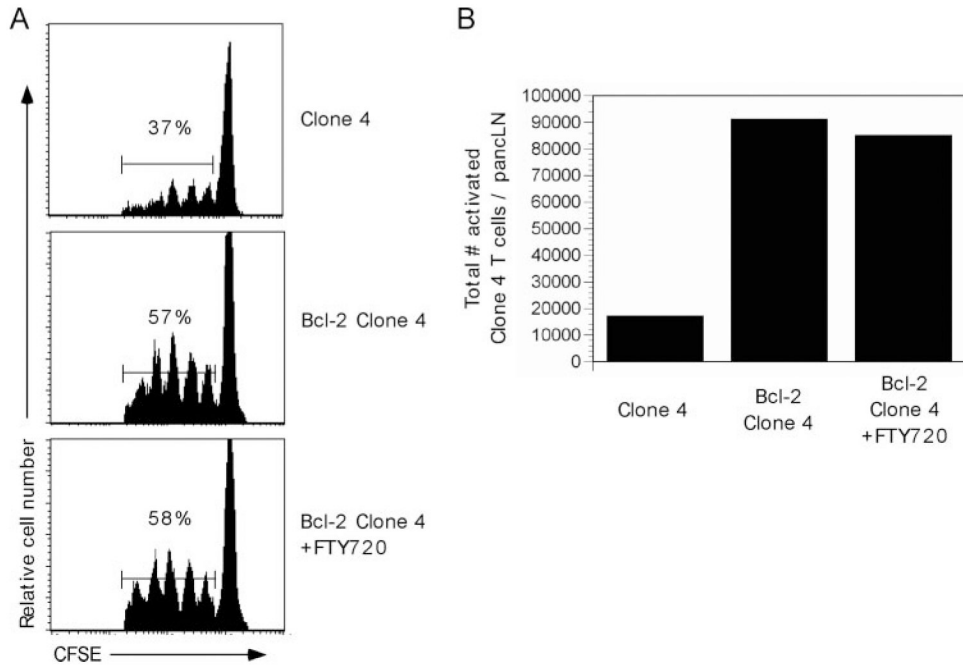 A
37%
Clone 4
57%
Bcl-2 Clone 4
58%
Bcl-2 Clone 4
+FTY720
Relative cell number
CFSE
B
Total # activated
Clone 4 T cells / pancLN
100000
90000
80000
70000
60000
50000
40000
30000
20000
10000
0
Clone 4
Bcl-2
Clone 4
Bcl-2
Clone 4
+FTY720